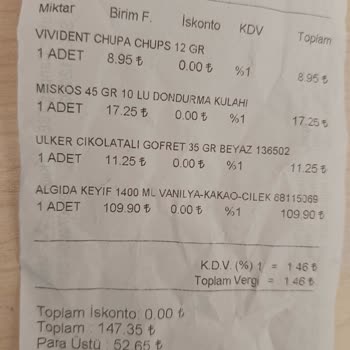 Miktar Birim F. İskonto KDV Toplam
VIVIDENT CHUPA CHUPS 12 GR
1 ADET 8.95 ₺ 0.00 ₺ %1 8.95 ₺
MISKOS 45 GR 10 LU DONDURMA KULAHI
1 ADET 17.25 ₺ 0.00 ₺ %1 17.25 ₺
ULKER CIKOLATALI GOFRET 35 GR BEYAZ 136502
1 ADET 11.25 ₺ 0.00 ₺ %1 11.25 ₺
ALGIDA KEYIF 1400 ML VANILYA-KAKAO-CILEK 68115369
1 ADET 109.90 ₺ 0.00 ₺ %1 109.90 ₺
K.D.V. (%) 1 = 1.46 ₺
Toplam Vergi = 1.46 ₺
Toplam İskonto: 0.00 ₺
Toplam : 147.35 ₺
Para Üstü : 52.65 ₺